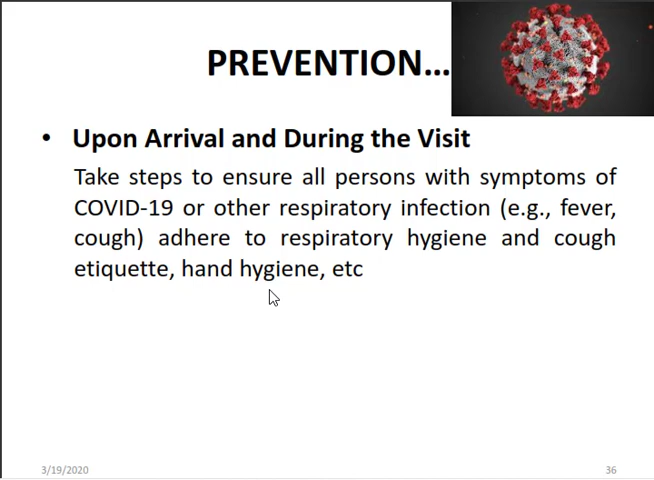 PREVENTION...
• Upon Arrival and During the Visit
Take steps to ensure all persons with symptoms of
COVID-19 or other respiratory infection (e.g., fever,
cough) adhere to respiratory hygiene and cough
etiquette, hand hygiene, etc
3/19/2020
36